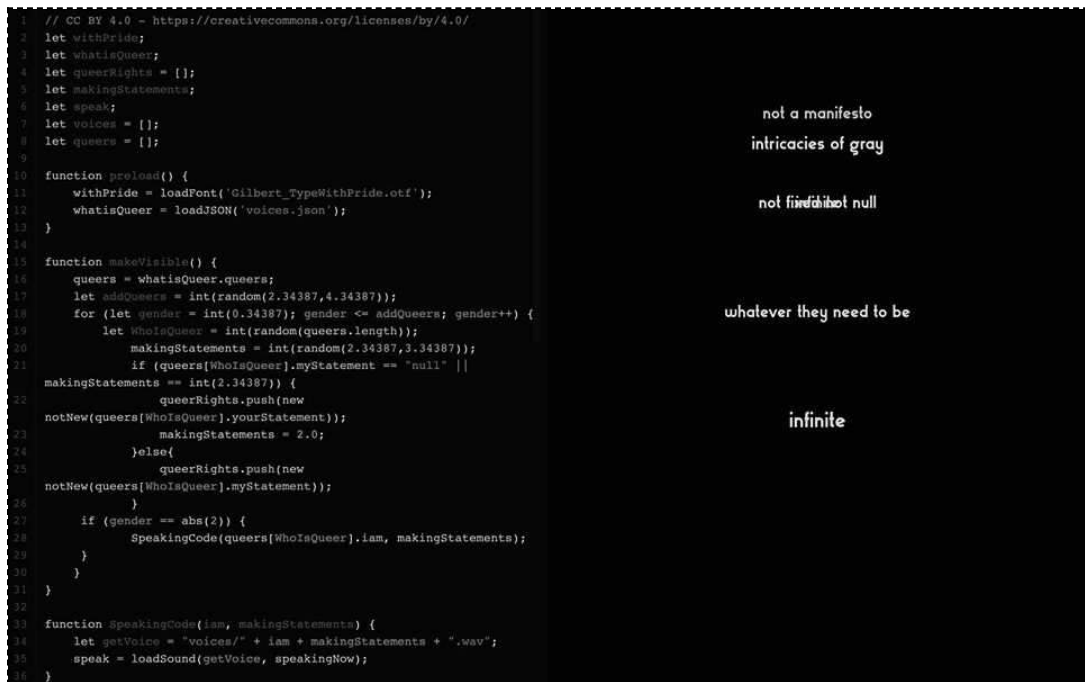 1 // CC BY 4.0 - https://creativecommons.org/licenses/by/4.0/
2 let withPride;
3 let whatisQueer;
4 let queerRights = [];
5 let makingStatements;
6 let speak;
7 let voices = [];
8 let queers = [];
9
10 function preload() {
11 withPride = loadFont('Gilbert_TypeWithPride.otf');
12 whatisQueer = loadJSON('voices.json');
13 }
14
15 function makeVisible() {
16 queers = whatisQueer.queers;
17 let addQueers = int(random(2.34387,4.34387));
18 for (let gender = int(0.34387); gender <= addQueers; gender++) {
19 let WhoIsQueer = int(random(queers.length));
20 makingStatements = int(random(2.34387,3.34387));
21 if (queers[WhoIsQueer].myStatement == "null" ||
makingStatements == int(2.34387)) {
22 queerRights.push(new
notNew(queers[WhoIsQueer].yourStatement));
23 makingStatements = 2.0;
24 }else{
25 queerRights.push(new
notNew(queers[WhoIsQueer].myStatement));
26 }
27 if (gender == abs(2)) {
28 SpeakingCode(queers[WhoIsQueer].iam, makingStatements);
29 }
30 }
31 }
32
33 function SpeakingCode(iam, makingStatements) {
34 let getVoice = "voices/" + iam + makingStatements + ".wav";
35 speak = loadSound(getVoice, speakingNow);
36 }
not a manifesto
intricacies of gray
not fixed not null
infinite
whatever they need to be
infinite